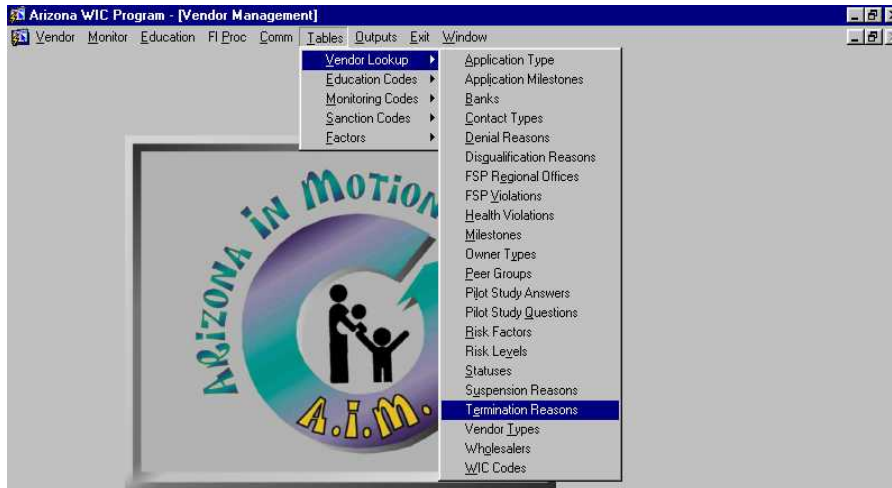 Arizona WIC Program - [Vendor Management]
Vendor Monitor Education FI Proc Comm Tables Outputs Exit Window
Vendor Lookup
Education Codes
Monitoring Codes
Sanction Codes
Factors
Application Type
Application Milestones
Banks
Contact Types
Denial Reasons
Disqualification Reasons
FSP Regional Offices
FSP Violations
Health Violations
Milestones
Owner Types
Peer Groups
Pilot Study Answers
Pilot Study Questions
Risk Factors
Risk Levels
Statuses
Suspension Reasons
Termination Reasons
Vendor Types
Wholesalers
WIC Codes
ARIZONA IN MOTION
A.i.M.